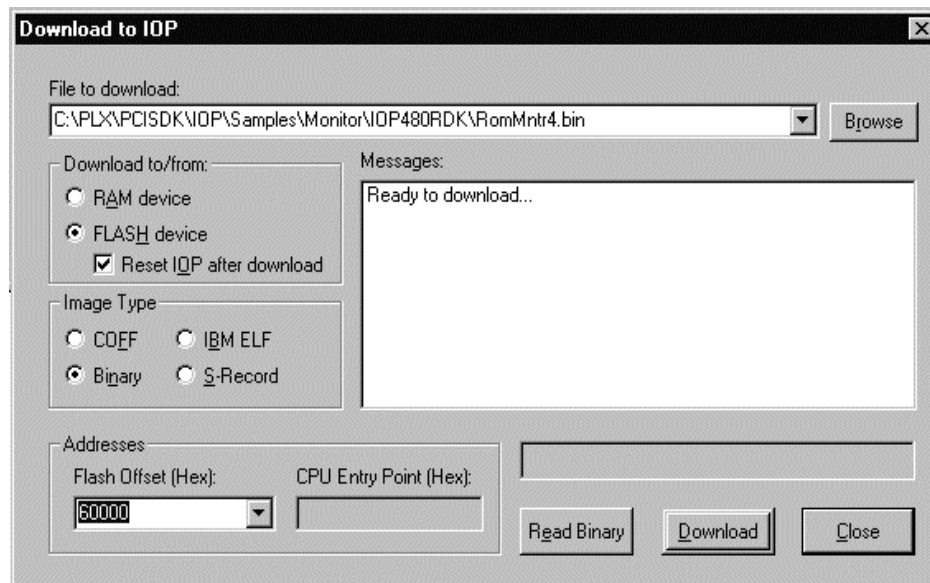 Download to IOP
File to download:
C:\PLX\PCISDK\IOP\Samples\Monitor\IOP480RDK\RomMntr4.bin
Browse
Download to/from:
RAM device
FLASH device
Reset IOP after download
Messages:
Ready to download...
Image Type
COFF IBM ELF
Binary S-Record
Addresses
Flash Offset (Hex): CPU Entry Point (Hex):
60000
Read Binary Download Close